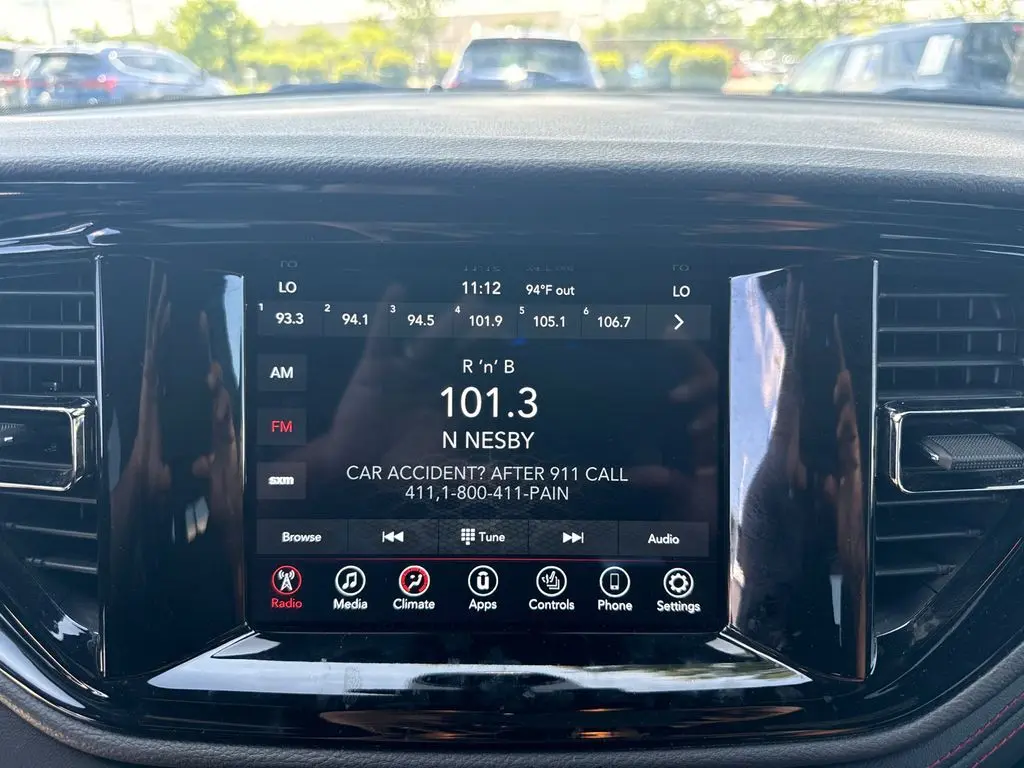 LO 11:12 94°F out LO
1 93.3 2 94.1 3 94.5 4 101.9 5 105.1 6 106.7
R 'n' B
AM
101.3
FM
N NESBY
CAR ACCIDENT? AFTER 911 CALL
sxm
411,1-800-411-PAIN
Browse Tune Audio
Radio Media Climate Apps Controls Phone Settings